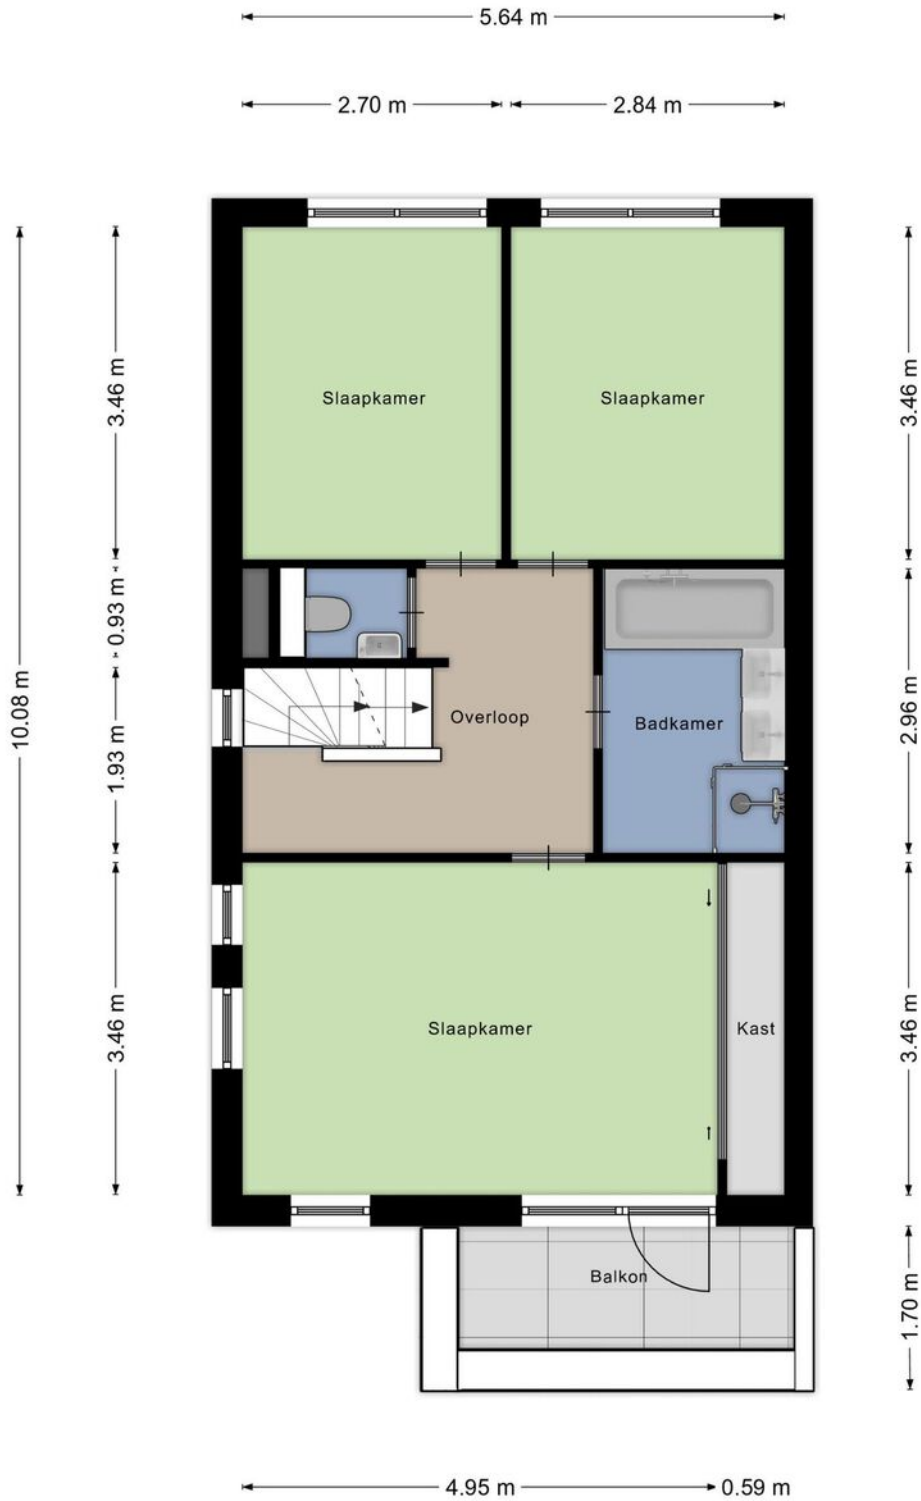 5.64 m
2.70 m
2.84 m
3.46 m
3.46 m
Slaapkamer
Slaapkamer
0.93 m
10.08 m
1.93 m
Overloop
Badkamer
2.96 m
3.46 m
Slaapkamer
Kast
3.46 m
Balkon
1.70 m
4.95 m
0.59 m